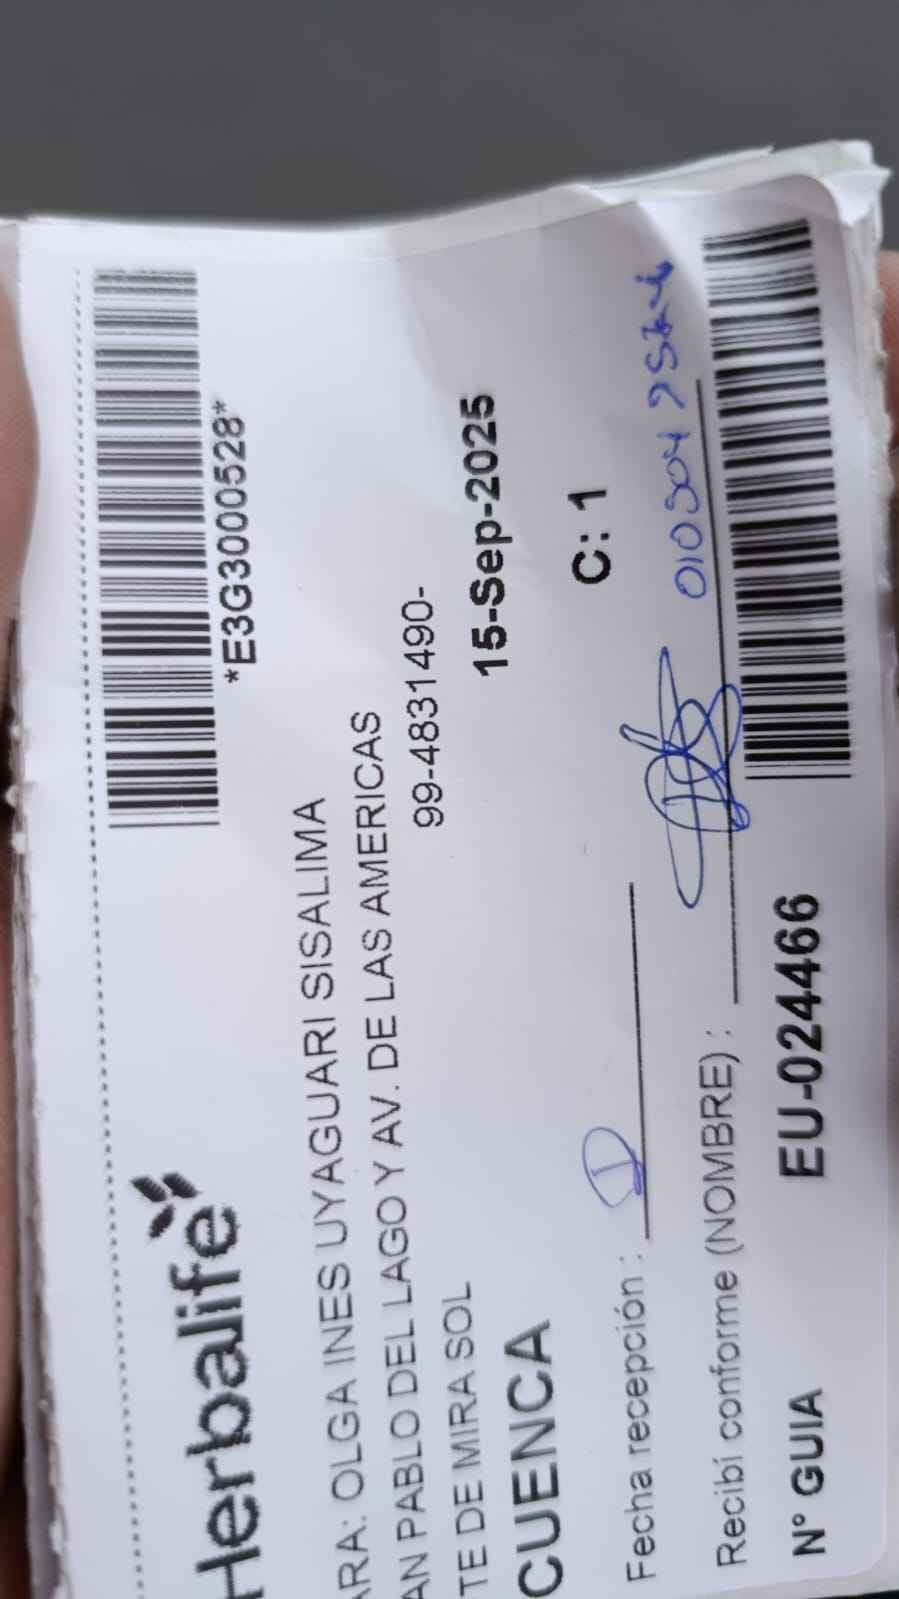 Herbalife
*E3G3000528*
ARA: OLGA INES UYAGUARI SISALIMA
AN PABLO DEL LAGO Y AV. DE LAS AMERICAS
TE DE MIRA SOL
99-4831490-
CUENCA
15-Sep-2025
C: 1
Fecha recepción :
Recibí conforme (NOMBRE) :
N° GUIA EU-024466